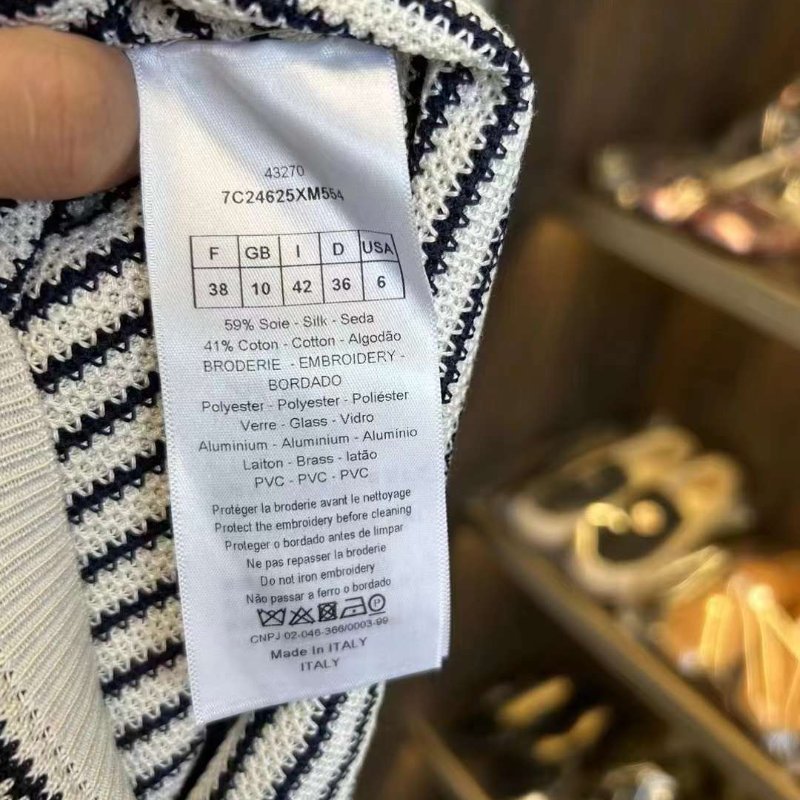 43270
7C24625XM554
F GB I D USA
38 10 42 36 6
59% Soie - Silk - Seda
41% Coton - Cotton - Algodão
BRODERIE - EMBROIDERY -
BORDADO
Polyester - Polyester - Poliéster
Verre - Glass - Vidro
Aluminium - Aluminium - Alumínio
Laiton - Brass - latão
PVC - PVC - PVC
Protéger la broderie avant le nettoyage
Protect the embroidery before cleaning
Proteger o bordado antes de limpar
Ne pas repasser la broderie
Do not iron embroidery
Não passar a ferro o bordado
P
CNPJ 02-046-366/0003-99
Made In ITALY
ITALY